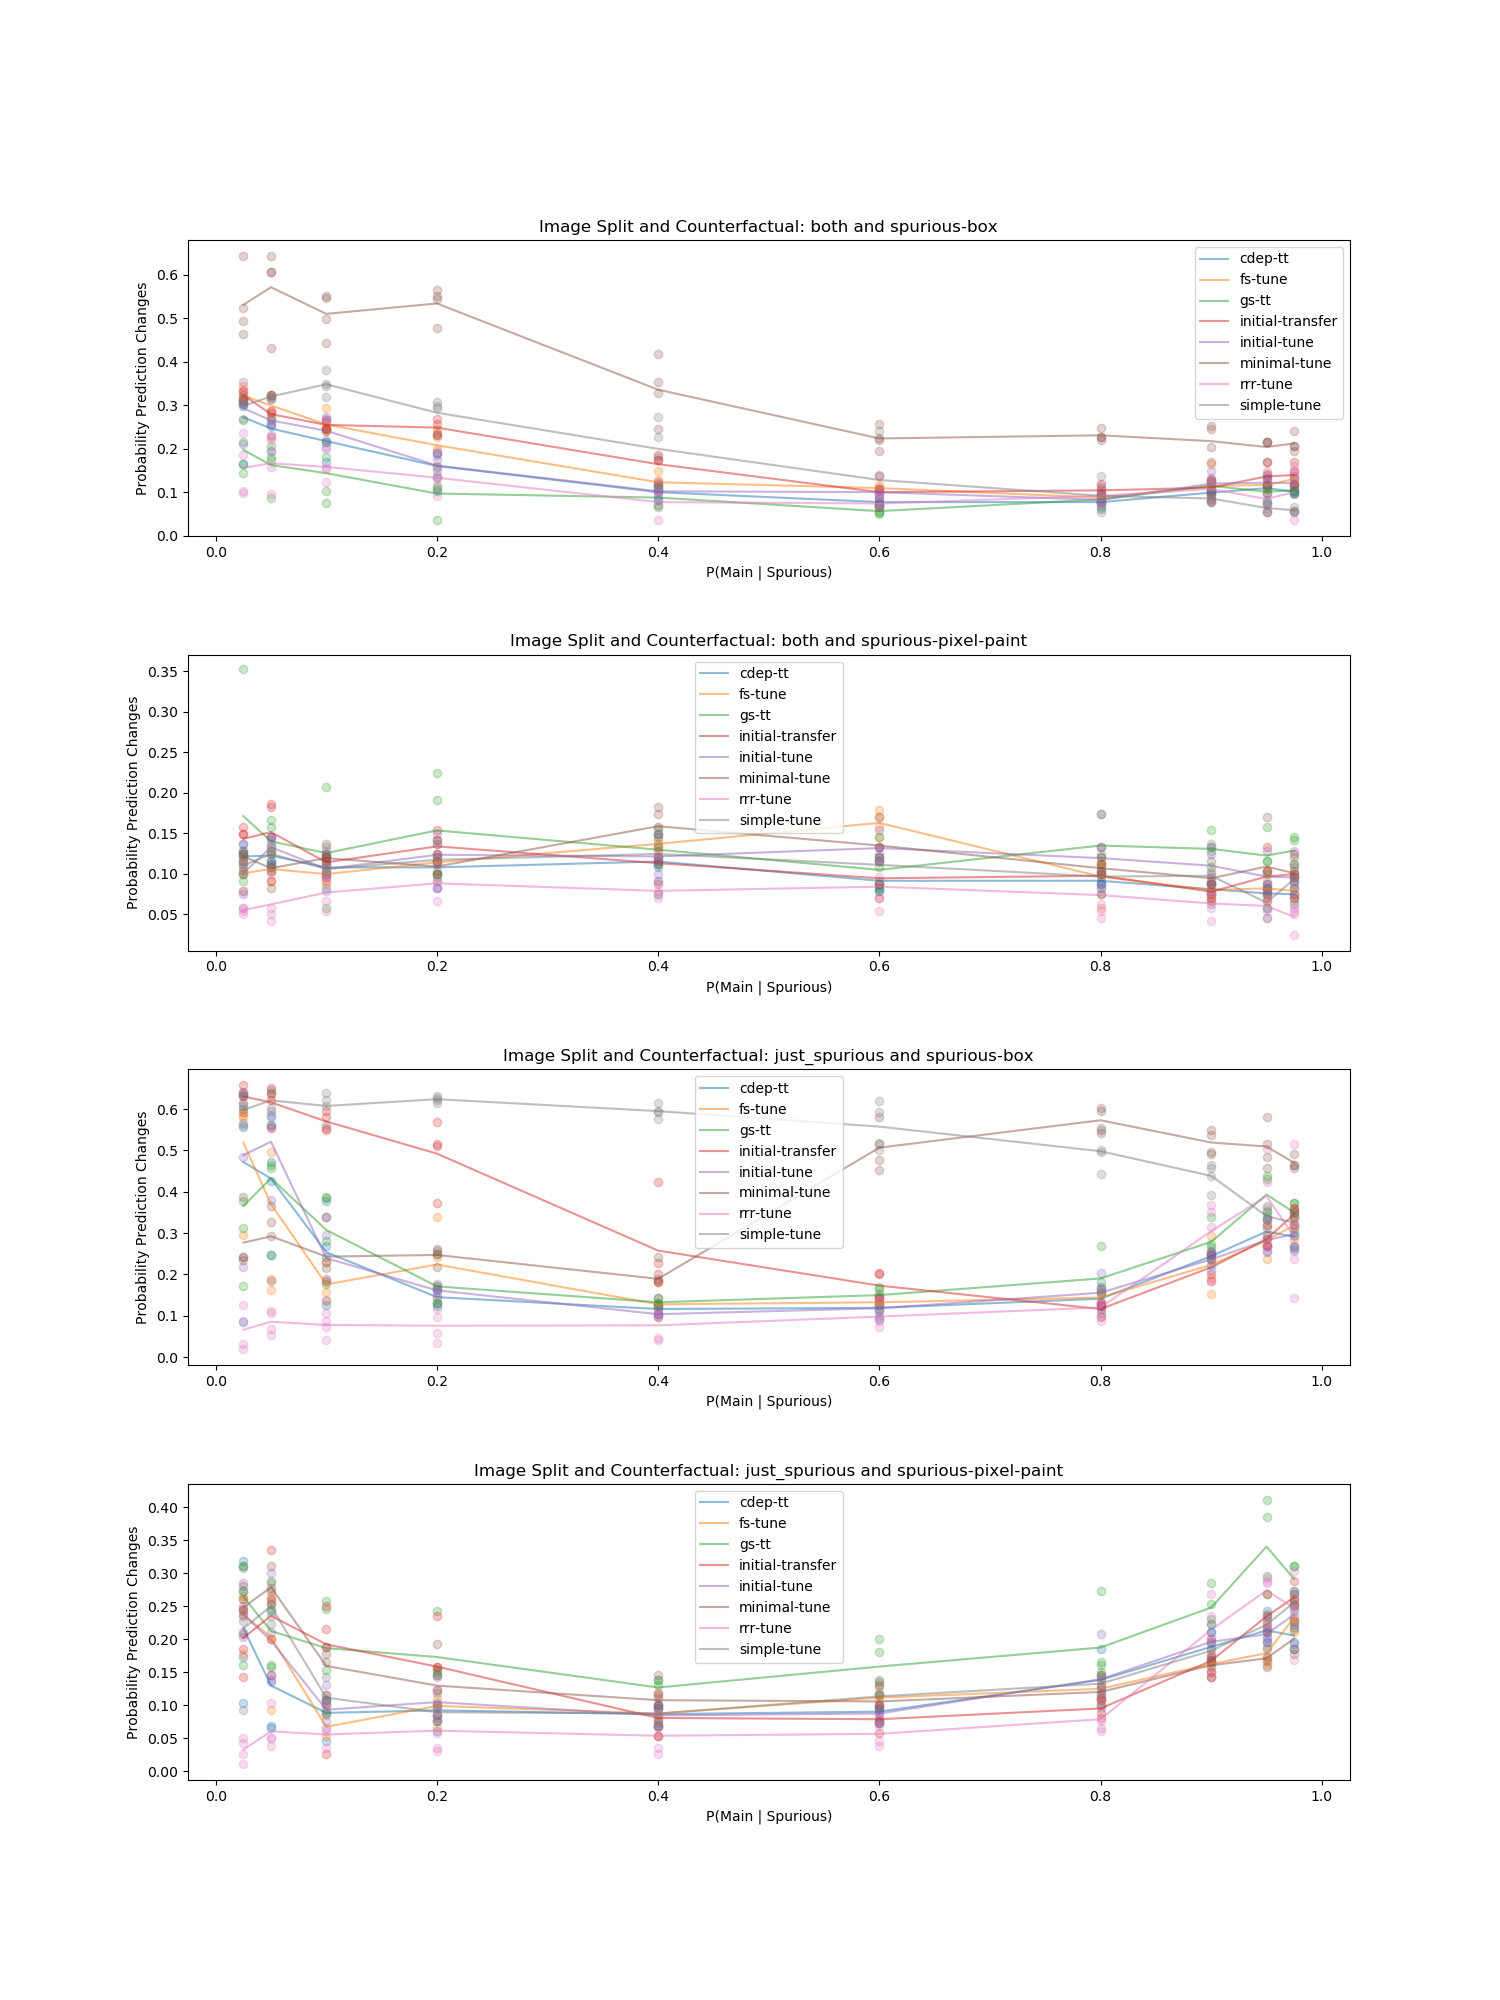 Image Split and Counterfactual: both and spurious-box
Probability Prediction Changes
0.6
0.5
0.4
0.3
0.2
0.1
0.0
cdep-tt
fs-tune
gs-tt
initial-transfer
initial-tune
minimal-tune
rrr-tune
simple-tune
0.0 0.2 0.4 0.6 0.8 1.0
P(Main | Spurious)
Image Split and Counterfactual: both and spurious-pixel-paint
Probability Prediction Changes
0.35
0.30
0.25
0.20
0.15
0.10
0.05
cdep-tt
fs-tune
gs-tt
initial-transfer
initial-tune
minimal-tune
rrr-tune
simple-tune
0.0 0.2 0.4 0.6 0.8 1.0
P(Main | Spurious)
Image Split and Counterfactual: just_spurious and spurious-box
Probability Prediction Changes
0.6
0.5
0.4
0.3
0.2
0.1
0.0
cdep-tt
fs-tune
gs-tt
initial-transfer
initial-tune
minimal-tune
rrr-tune
simple-tune
0.0 0.2 0.4 0.6 0.8 1.0
P(Main | Spurious)
Image Split and Counterfactual: just_spurious and spurious-pixel-paint
Probability Prediction Changes
0.40
0.35
0.30
0.25
0.20
0.15
0.10
0.05
0.00
cdep-tt
fs-tune
gs-tt
initial-transfer
initial-tune
minimal-tune
rrr-tune
simple-tune
0.0 0.2 0.4 0.6 0.8 1.0
P(Main | Spurious)